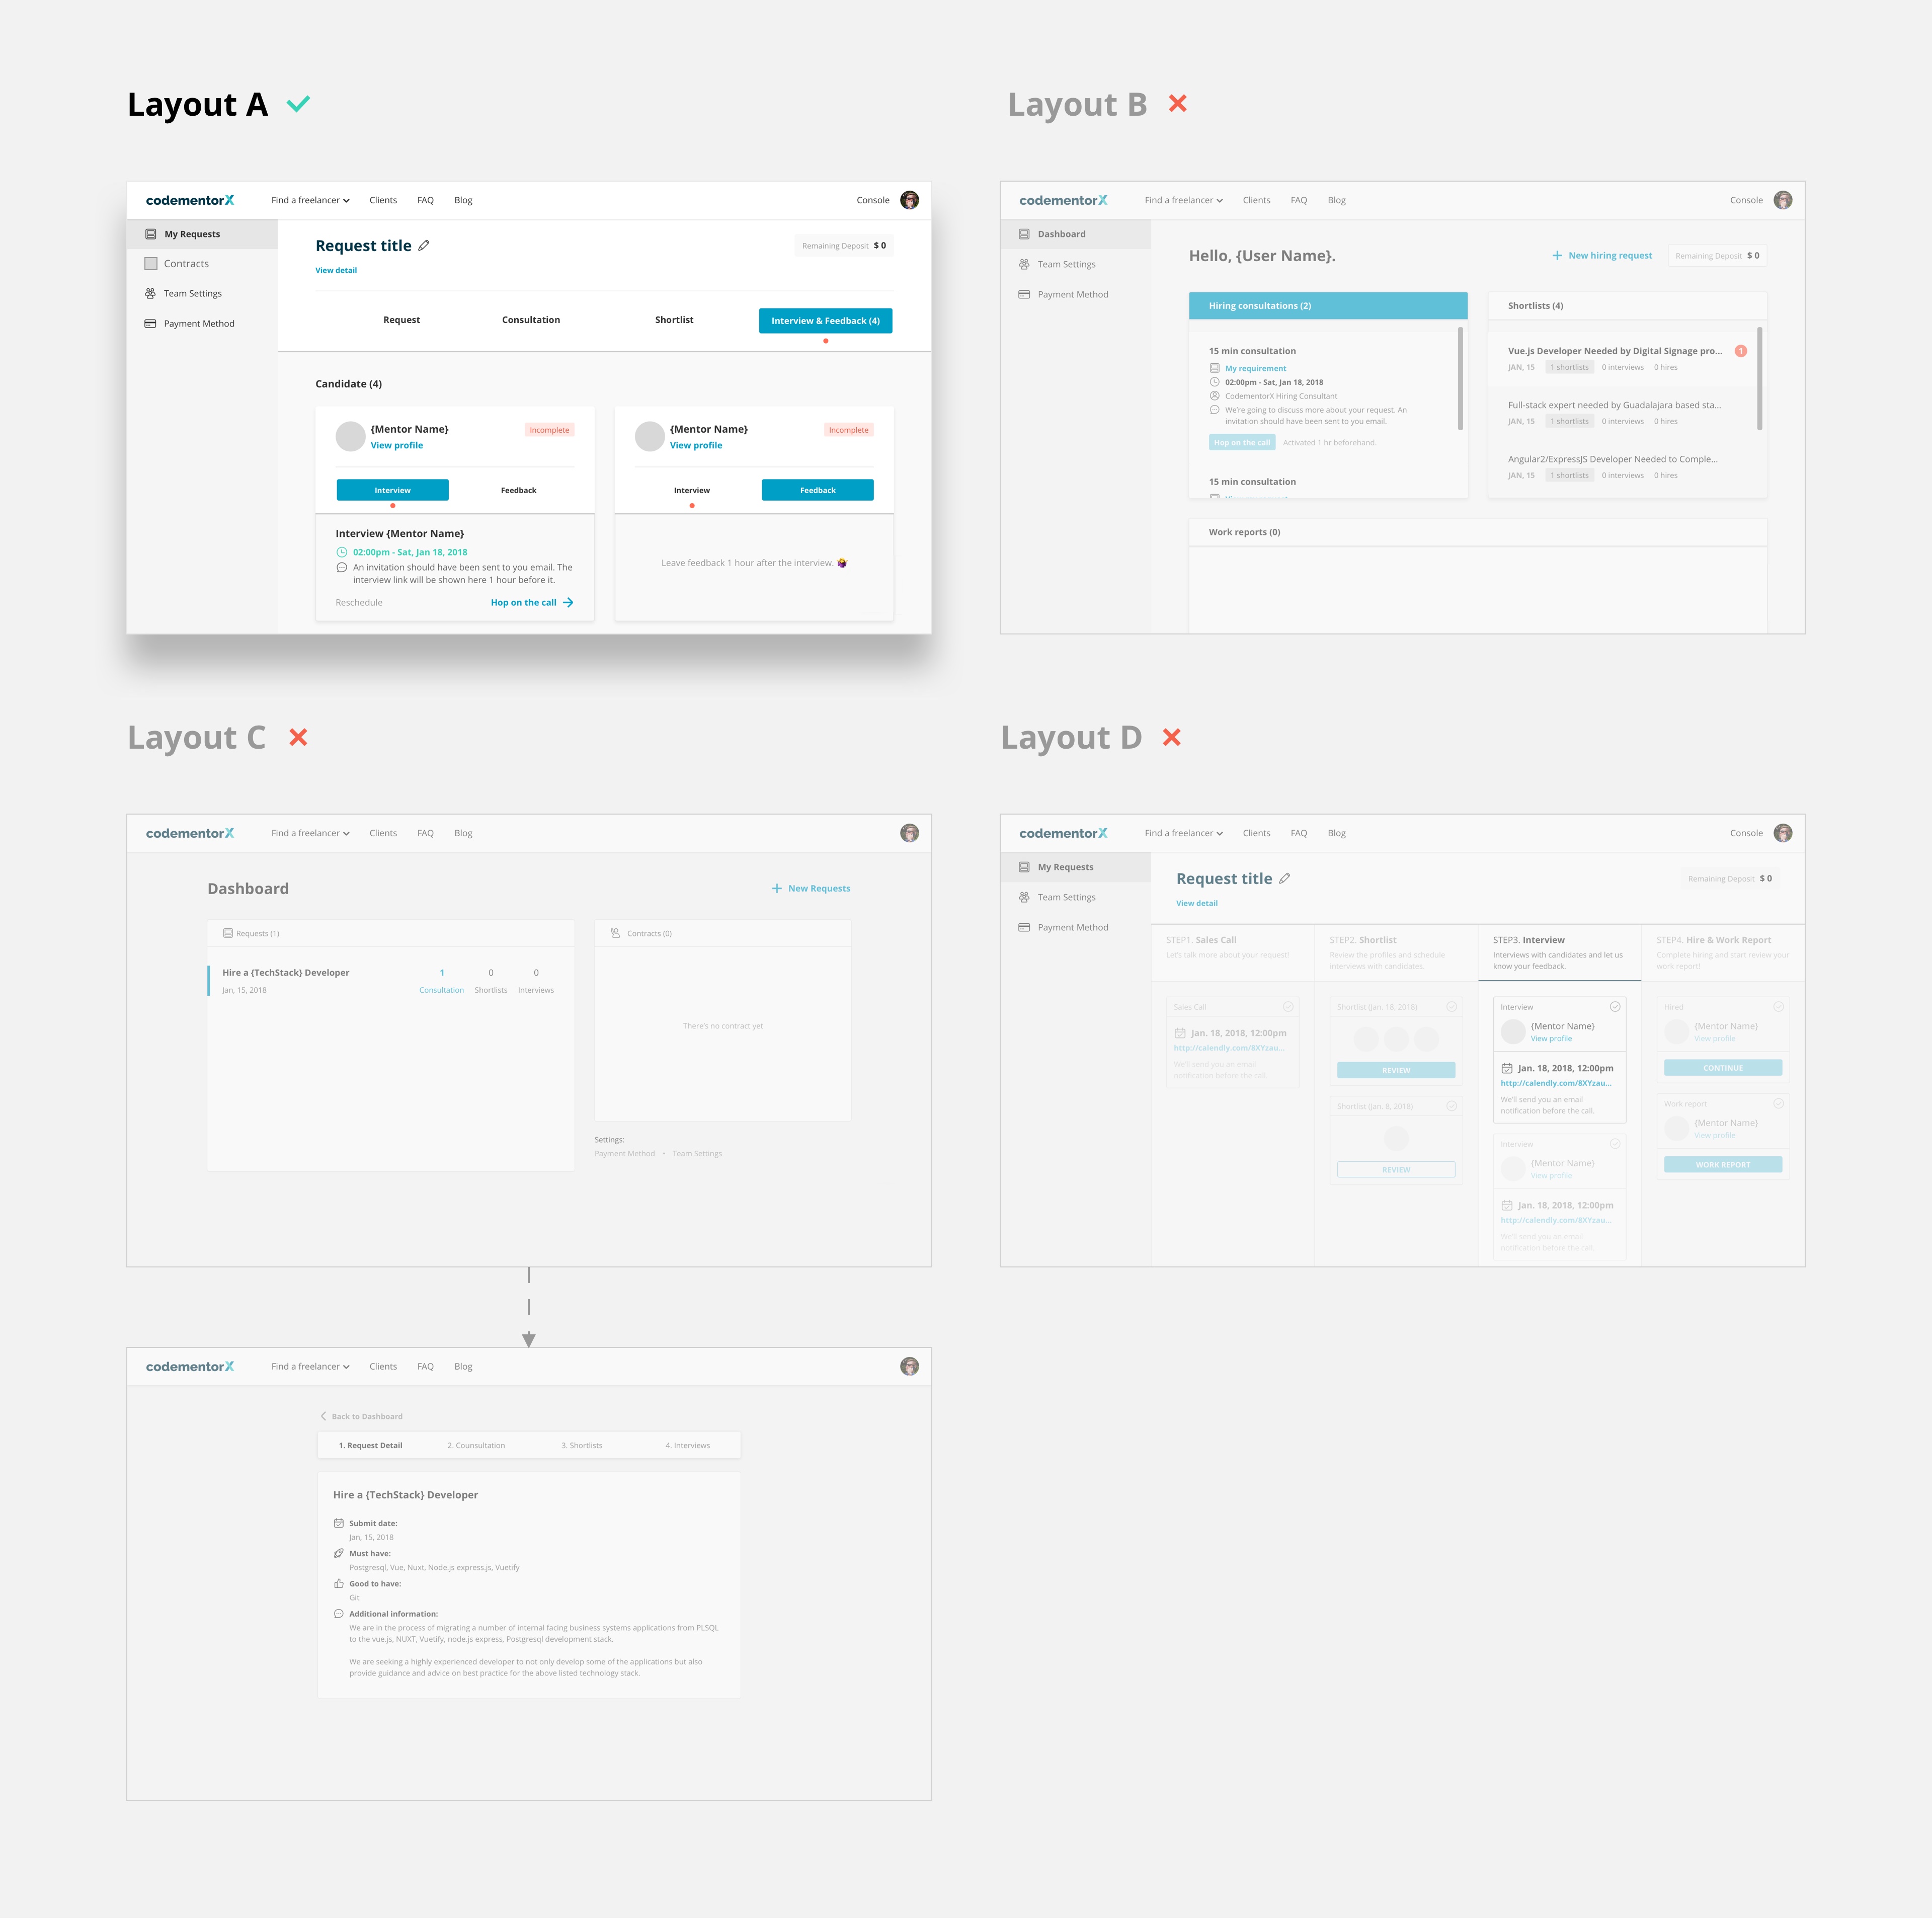 Layout A
codementorX
Find a freelancer
Clients
FAQ
Blog
Console
My Requests
Contracts
Team Settings
Payment Method
Request title
Remaining Deposit $ 0
View detail
Request
Consultation
Shortlist
Interview & Feedback (4)
Candidate (4)
{Mentor Name}
View profile
Incomplete
Interview
Feedback
Interview {Mentor Name}
02:00pm - Sat, Jan 18, 2018
An invitation should have been sent to you email. The
interview link will be shown here 1 hour before it.
Reschedule
Hop on the call
{Mentor Name}
View profile
Incomplete
Interview
Feedback
Leave feedback 1 hour after the interview.
Layout B
codementorX
Find a freelancer
Clients
FAQ
Blog
Console
Dashboard
Team Settings
Payment Method
Hello, {User Name}.
New hiring request
Remaining Deposit $ 0
Hiring consultations (2)
15 min consultation
My requirement
02:00pm - Sat, Jan 18, 2018
CodementorX Hiring Consultant
We're going to discuss more about your request. An
invitation should have been sent to you email.
Hop on the call
Activated 1 hr beforehand.
15 min consultation
Shortlists (4)
Vue.js Developer Needed by Digital Signage pro...
1
JAN, 15
1 shortlists
0 interviews
0 hires
Full-stack expert needed by Guadalajara based sta...
JAN, 15
1 shortlists
0 interviews
0 hires
Angular2/ExpressJS Developer Needed to Comple...
JAN, 15
1 shortlists
0 interviews
0 hires
Work reports (0)
Layout C
codementorX
Find a freelancer
Clients
FAQ
Blog
Dashboard
New Requests
Requests (1)
Hire a {TechStack} Developer
Jan, 15, 2018
1
Consultation
0
Shortlists
0
Interviews
Contracts (0)
There's no contract yet
Settings:
Payment Method • Team Settings
codementorX
Find a freelancer
Clients
FAQ
Blog
Back to Dashboard
1. Request Detail
2. Counsultation
3. Shortlists
4. Interviews
Hire a {TechStack} Developer
Submit date:
Jan, 15, 2018
Must have:
Postgresql, Vue, Nuxt, Node.js express.js, Vuetify
Good to have:
Git
Additional information:
We are in the process of migrating a number of internal facing business systems applications from PLSQL
to the vue.js, NUXT, Vuetify, node.js express, Postgresql development stack.
We are seeking a highly experienced developer to not only develop some of the applications but also
provide guidance and advice on best practice for the above listed technology stack.
Layout D
codementorX
Find a freelancer
Clients
FAQ
Blog
Console
My Requests
Team Settings
Payment Method
Request title
Remaining Deposit $ 0
View detail
STEP1. Sales Call
Let's talk more about your request!
Sales Call
Jan. 18, 2018, 12:00pm
http://calendly.com/8XYzau...
We'll send you an email
notification before the call.
STEP2. Shortlist
Review the profiles and schedule
interviews with candidates.
Shortlist (Jan. 18, 2018)
REVIEW
Shortlist (Jan. 8, 2018)
REVIEW
STEP3. Interview
Interviews with candidates and let us
know your feedback.
Interview
{Mentor Name}
View profile
Jan. 18, 2018, 12:00pm
http://calendly.com/8XYzau...
We'll send you an email
notification before the call.
Interview
{Mentor Name}
View profile
Jan. 18, 2018, 12:00pm
http://calendly.com/8XYzau...
We'll send you an email
notification before the call.
STEP4. Hire & Work Report
Complete hiring and start review your
work report!
Hired
{Mentor Name}
View profile
CONTINUE
Work report
{Mentor Name}
View profile
WORK REPORT